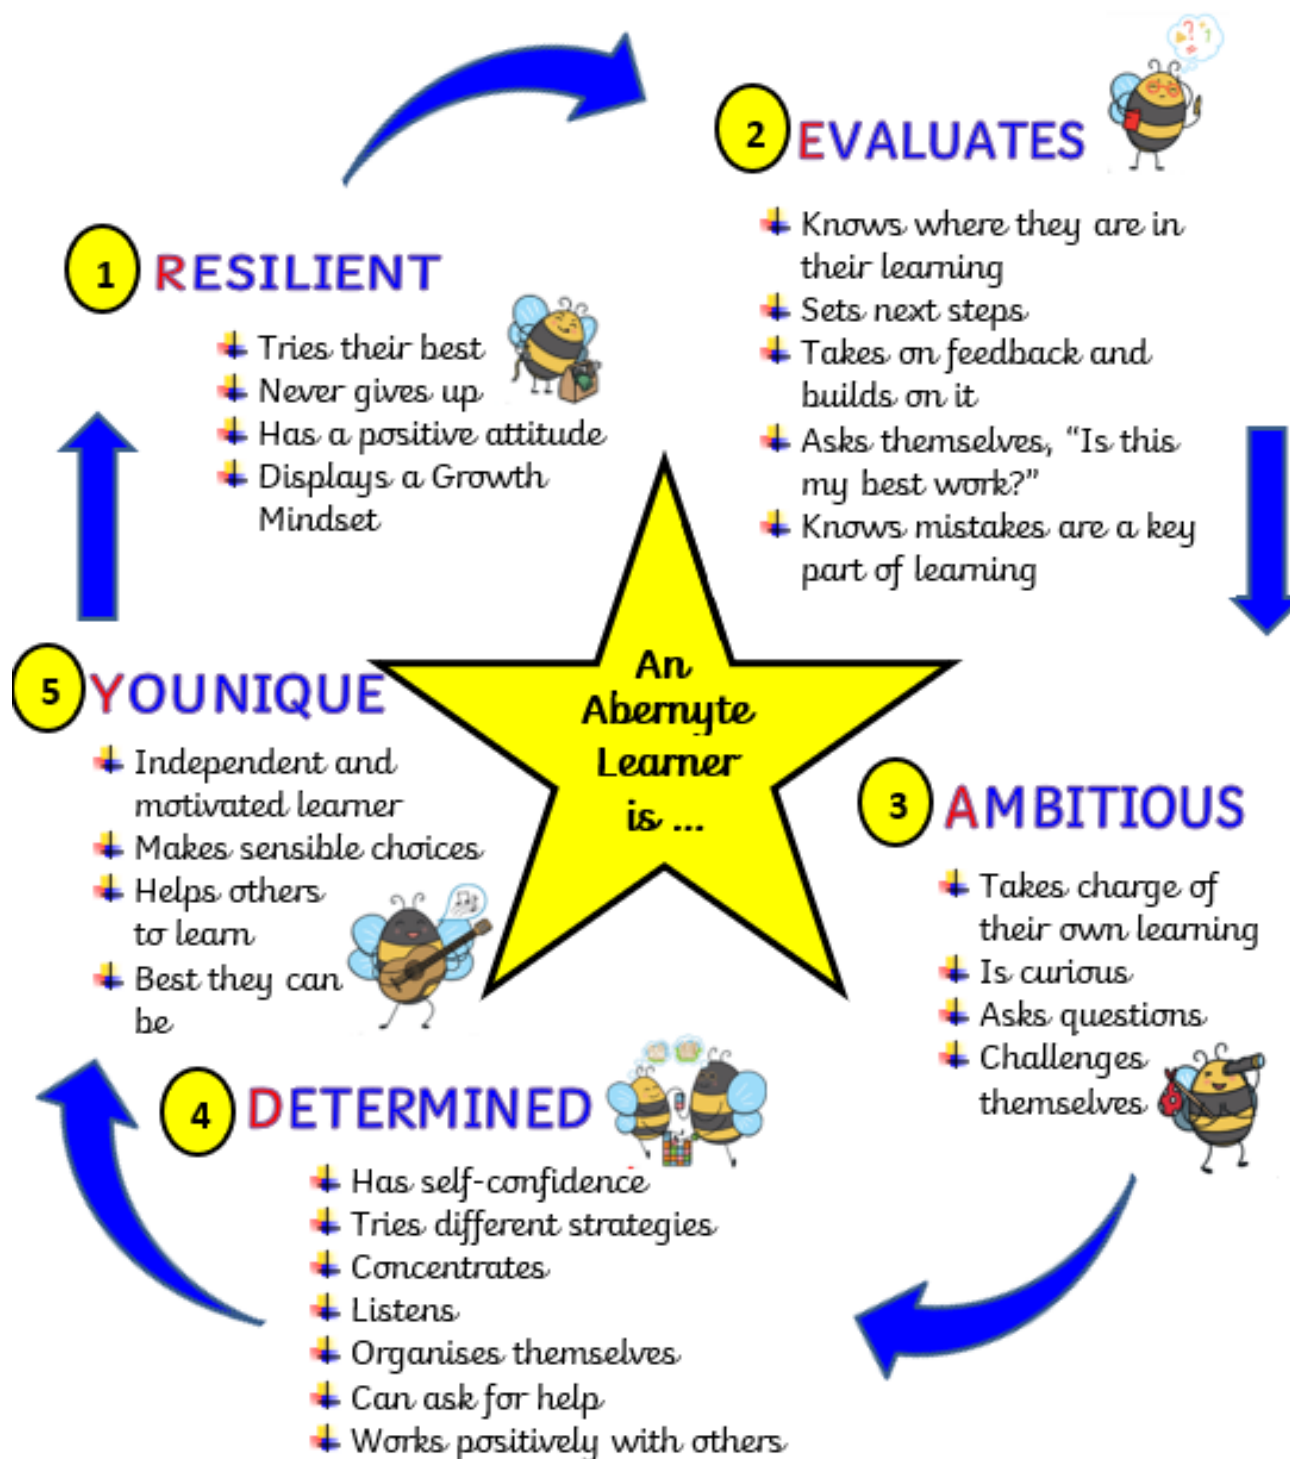 1
RESILIENT
Tries their best
Never gives up
Has a positive attitude
Displays a Growth
Mindset
2
EVALUATES
Knows where they are in
their learning
Sets next steps
Takes on feedback and
builds on it
Asks themselves, “Is this
my best work?”
Knows mistakes are a key
part of learning
An
Abernyte
Learner
is ...
3
AMBITIOUS
Takes charge of
their own learning
Is curious
Asks questions
Challenges
themselves
4
DETERMINED
Has self-confidence
Tries different strategies
Concentrates
Listens
Organises themselves
Can ask for help
Works positively with others
5
YOUNIQUE
Independent and
motivated learner
Makes sensible choices
Helps others
to learn
Best they can
be